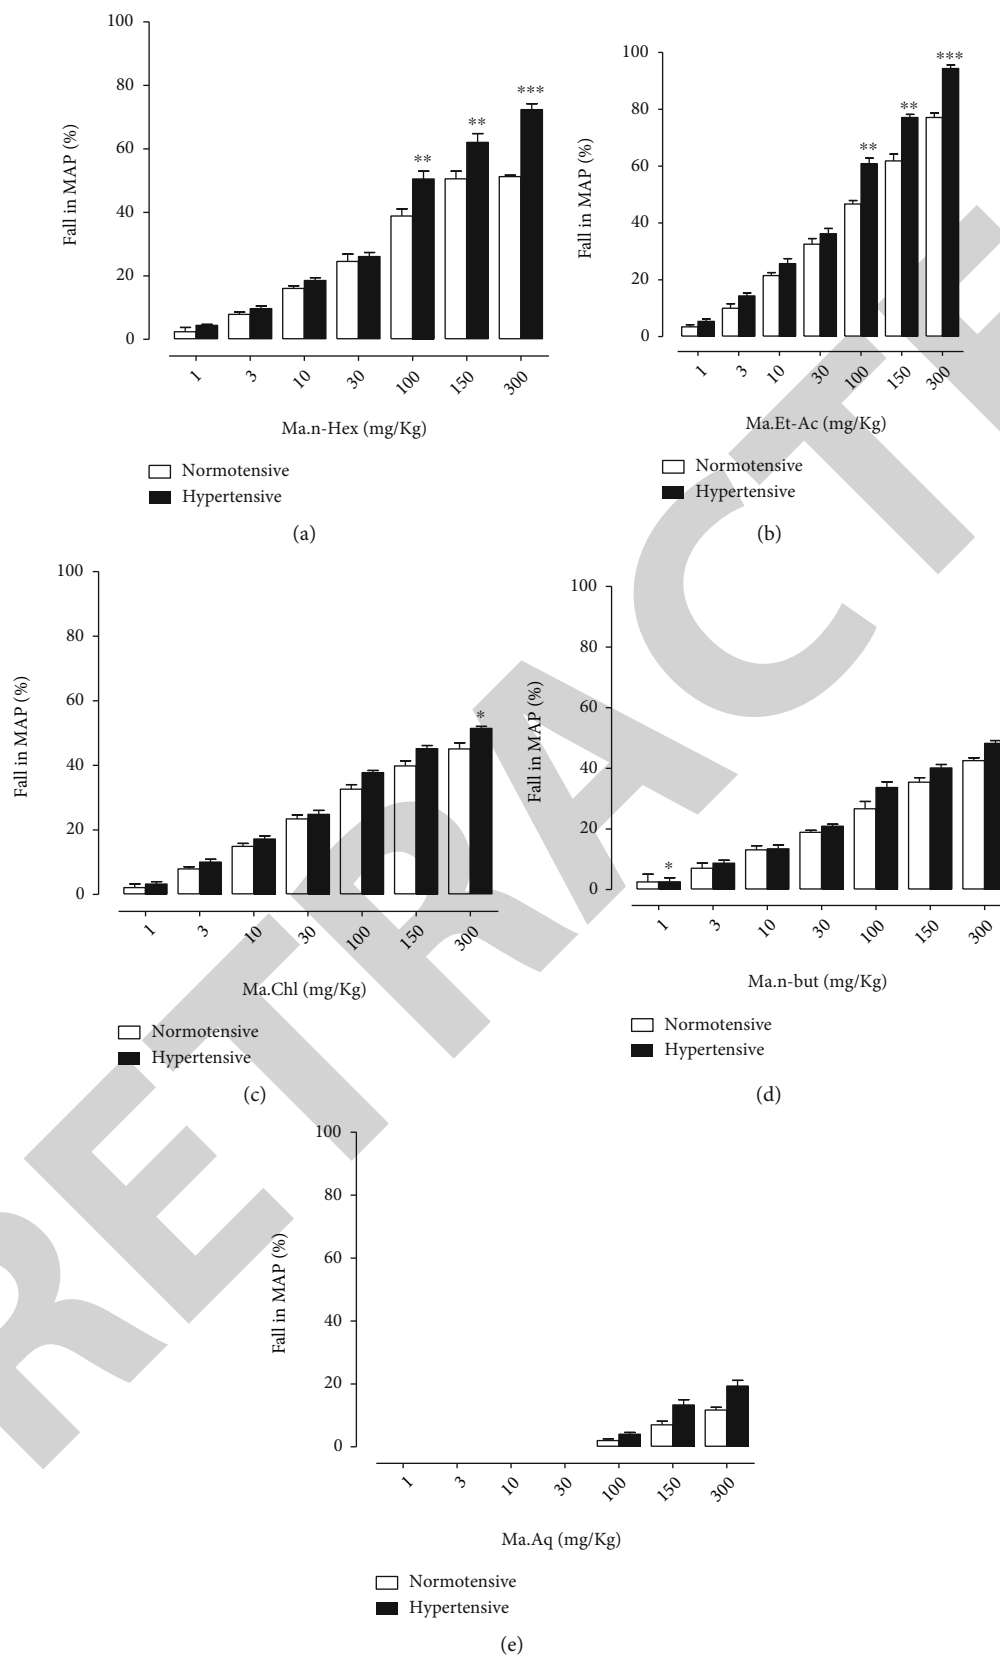 100
80
60
40
20
0
Fall in MAP (%)
** ** ***
1 3 10 30 100 150 300
Ma.n-Hex (mg/Kg)
Normotensive
Hypertensive
(a)
100
80
60
40
20
0
Fall in MAP (%)
** ** ***
1 3 10 30 100 150 300
Ma.Et-Ac (mg/Kg)
Normotensive
Hypertensive
(b)
100
80
60
40
20
0
Fall in MAP (%)
*
1 3 10 30 100 150 300
Ma.Chl (mg/Kg)
Normotensive
Hypertensive
(c)
100
80
60
40
20
0
Fall in MAP (%)
*
1 3 10 30 100 150 300
Ma.n-but (mg/Kg)
Normotensive
Hypertensive
(d)
100
80
60
40
20
0
Fall in MAP (%)
1 3 10 30 100 150 300
Ma.Aq (mg/Kg)
Normotensive
Hypertensive
(e)
RETRACTE